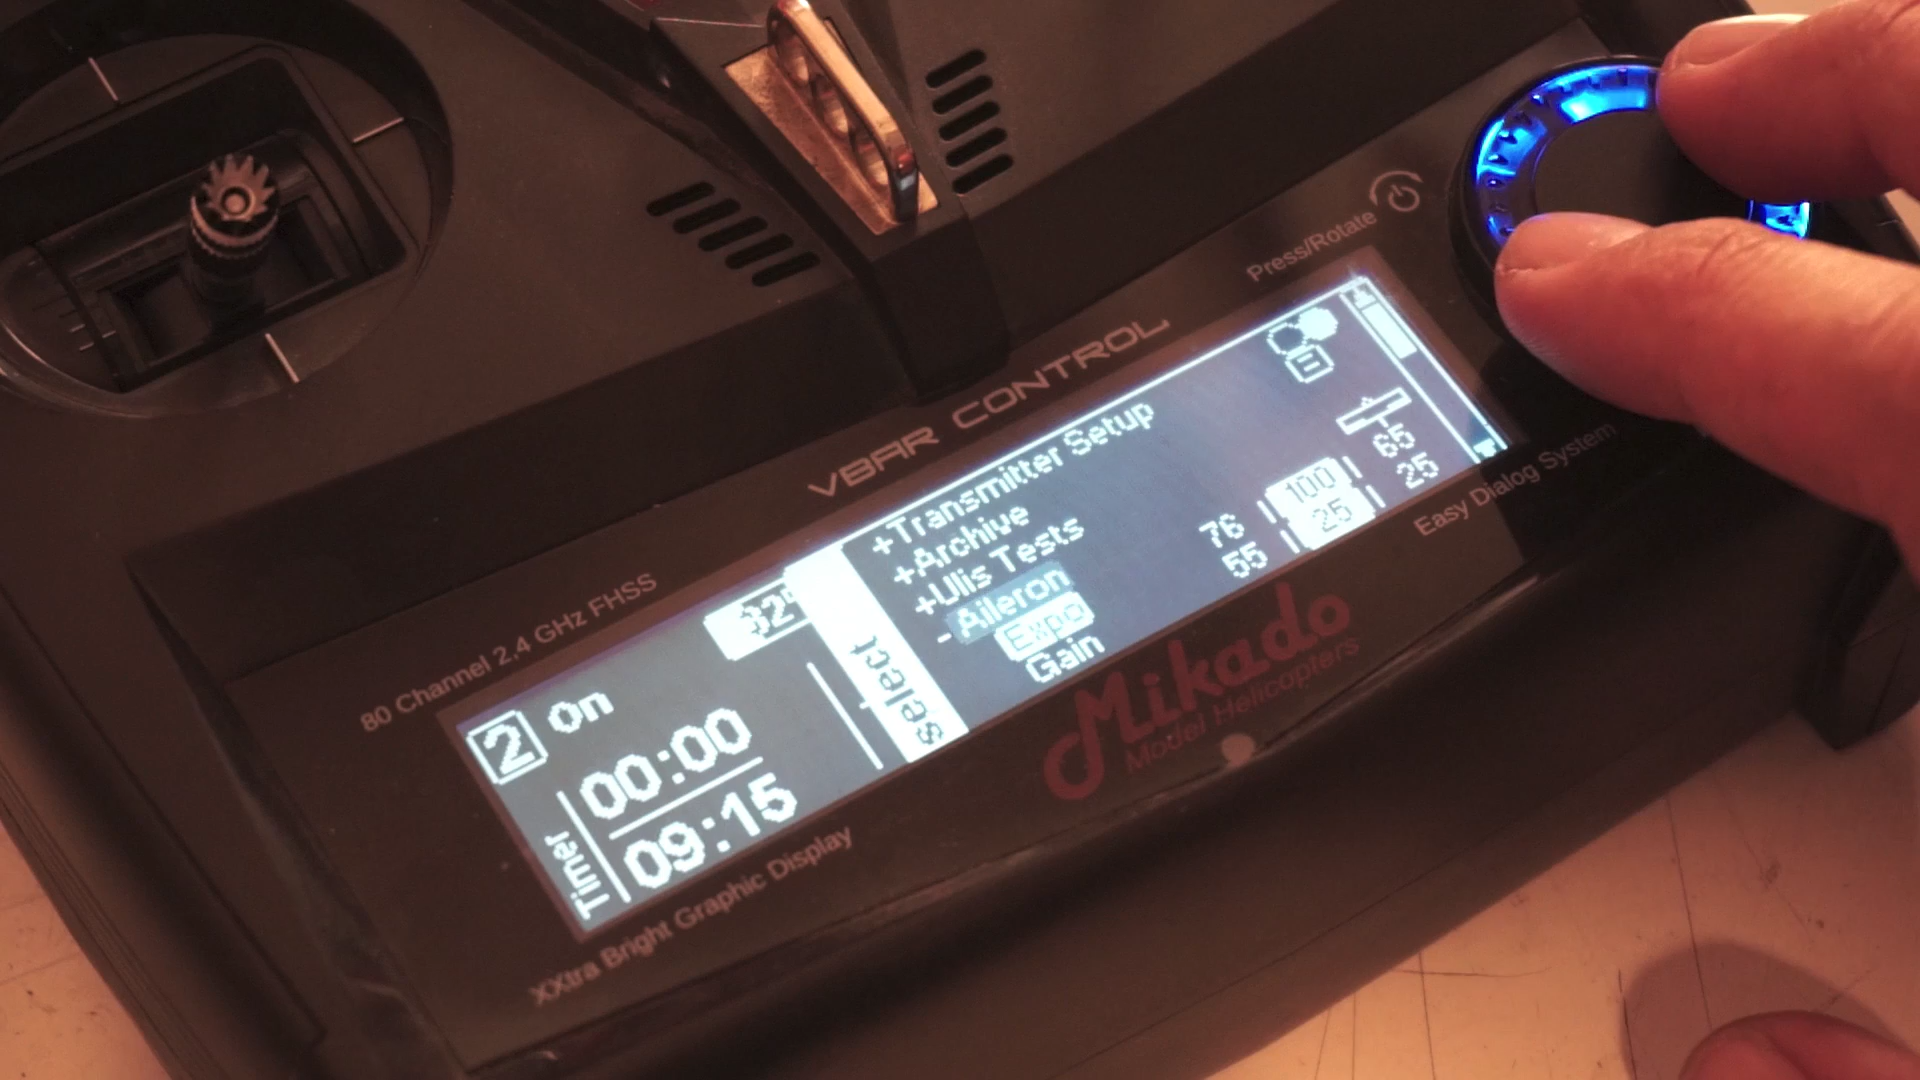 Press/Rotate
VBAR CONTROL
80 Channel 2,4 GHz FHSS
+Transmitter Setup
+Archive
+Ulis Tests
-Aileron
Expo 76 100 65
Gain 55 25 25
Select
2 On
00:00
09:15
Timer
Easy Dialog System
Mikado
Model Helicopters
XXtra Bright Graphic Display